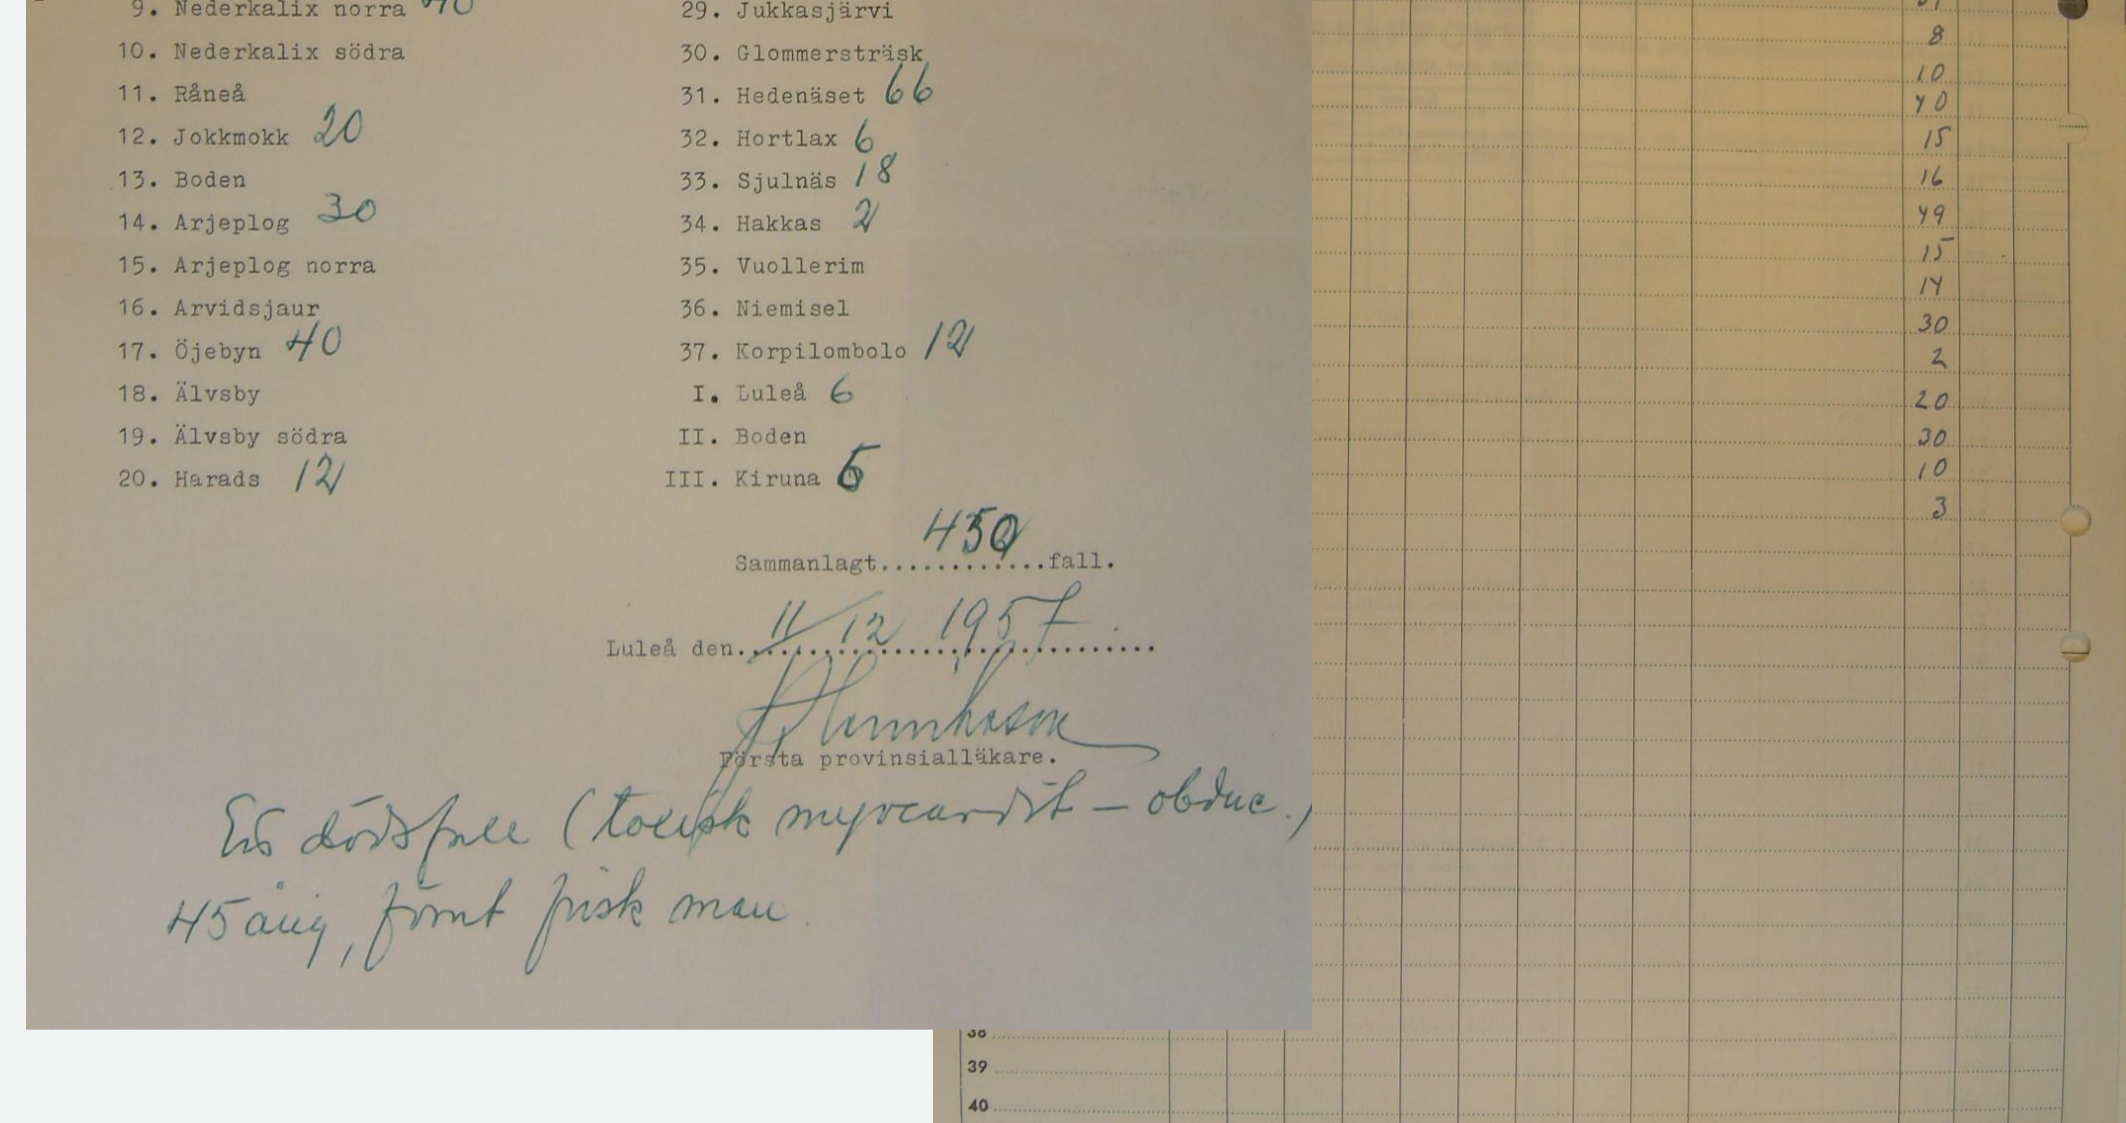 9. Nederkalix norra 40
10. Nederkalix södra
11. Råneå
12. Jokkmokk 20
13. Boden
14. Arjeplog 30
15. Arjeplog norra
16. Arvidsjaur
17. Öjebyn 40
18. Älvsby
19. Älvsby södra
20. Harads 12
29. Jukkasjärvi
30. Glommersträsk
31. Hedenäset 66
32. Hortlax 6
33. Sjulnäs 18
34. Hakkas 2
35. Vuollerim
36. Niemisel
37. Korpilombolo 12
I. Luleå 6
II. Boden
III. Kiruna
Sammanlagt............fall.
Luleå den 11/12 1957
Första provinsialläkare.
Ett dödsfall (toxisk myocardit – obduc.)
45 årig, förut frisk man.
8
10
40
15
16
49
15
14
30
2
20
30
10
3
38
39
40